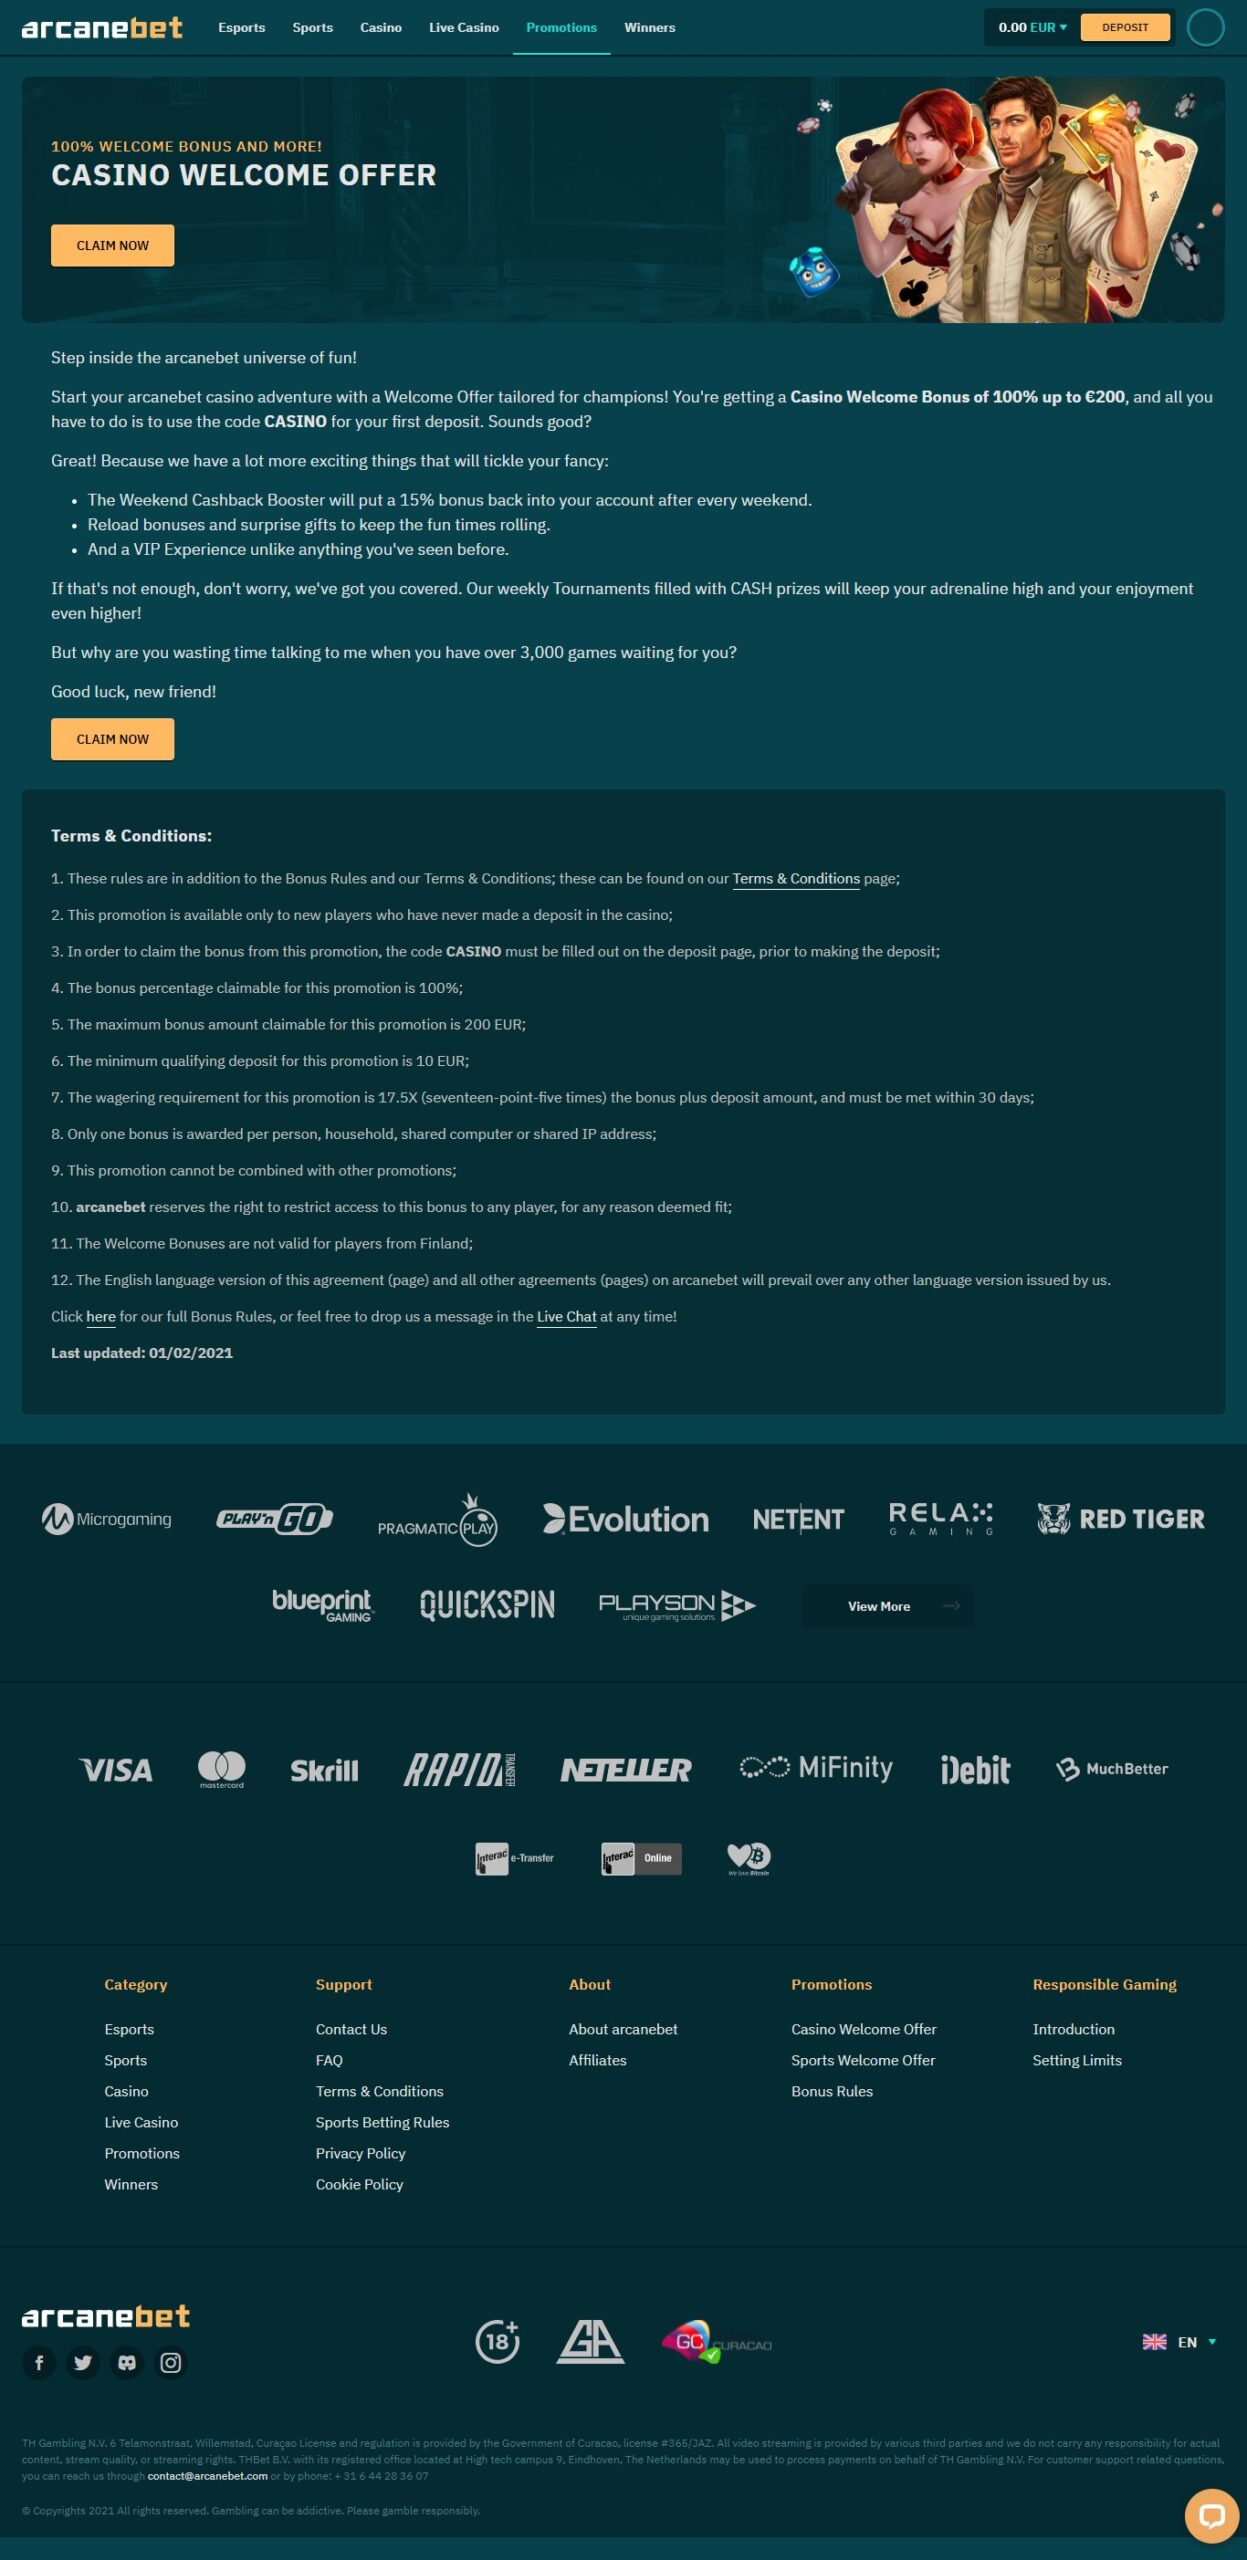 arcanebet Esports Sports Casino Live Casino Promotions Winners 0.00 EUR DEPOSIT
100% WELCOME BONUS AND MORE!
CASINO WELCOME OFFER
CLAIM NOW
Step inside the arcanebet universe of fun!
Start your arcanebet casino adventure with a Welcome Offer tailored for champions! You're getting a Casino Welcome Bonus of 100% up to €200, and all you
have to do is to use the code CASINO for your first deposit. Sounds good?
Great! Because we have a lot more exciting things that will tickle your fancy:
• The Weekend Cashback Booster will put a 15% bonus back into your account after every weekend.
• Reload bonuses and surprise gifts to keep the fun times rolling.
• And a VIP Experience unlike anything you've seen before.
If that's not enough, don't worry, we've got you covered. Our weekly Tournaments filled with CASH prizes will keep your adrenaline high and your enjoyment
even higher!
But why are you wasting time talking to me when you have over 3,000 games waiting for you?
Good luck, new friend!
CLAIM NOW
Terms & Conditions:
1. These rules are in addition to the Bonus Rules and our Terms & Conditions; these can be found on our Terms & Conditions page;
2. This promotion is available only to new players who have never made a deposit in the casino;
3. In order to claim the bonus from this promotion, the code CASINO must be filled out on the deposit page, prior to making the deposit;
4. The bonus percentage claimable for this promotion is 100%;
5. The maximum bonus amount claimable for this promotion is 200 EUR;
6. The minimum qualifying deposit for this promotion is 10 EUR;
7. The wagering requirement for this promotion is 17.5X (seventeen-point-five times) the bonus plus deposit amount, and must be met within 30 days;
8. Only one bonus is awarded per person, household, shared computer or shared IP address;
9. This promotion cannot be combined with other promotions;
10. arcanebet reserves the right to restrict access to this bonus to any player, for any reason deemed fit;
11. The Welcome Bonuses are not valid for players from Finland;
12. The English language version of this agreement (page) and all other agreements (pages) on arcanebet will prevail over any other language version issued by us.
Click here for our full Bonus Rules, or feel free to drop us a message in the Live Chat at any time!
Last updated: 01/02/2021
Microgaming PLAY'n GO PRAGMATIC PLAY Evolution NETENT RELAX GAMING RED TIGER
blueprint GAMING QUICKSPIN PLAYSON unique gaming solutions View More
VISA mastercard Skrill RAPID TRANSFER NETELLER MiFinity iDebit MuchBetter
Interac e-Transfer Interac Online We love Bitcoin
Category Support About Promotions Responsible Gaming
Esports Contact Us About arcanebet Casino Welcome Offer Introduction
Sports FAQ Affiliates Sports Welcome Offer Setting Limits
Casino Terms & Conditions Bonus Rules
Live Casino Sports Betting Rules
Promotions Privacy Policy
Winners Cookie Policy
arcanebet
18+ GA GC CURACAO EN
TH Gambling N.V. 6 Telamonstraat, Willemstad, Curaçao License and regulation is provided by the Government of Curacao, license #365/JAZ. All video streaming is provided by various third parties and we do not carry any responsibility for actual
content, stream quality, or streaming rights. THBet B.V. with its registered office located at High tech campus 9, Eindhoven, The Netherlands may be used to process payments on behalf of TH Gambling N.V. For customer support related questions,
you can reach us through contact@arcanebet.com or by phone: + 31 6 44 28 36 07
© Copyrights 2021 All rights reserved. Gambling can be addictive. Please gamble responsibly.